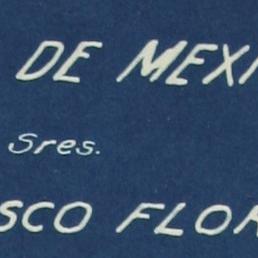 DE MEXI
Sres.
SCO FLOR